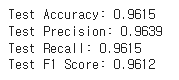 Test Accuracy: 0.9615
Test Precision: 0.9639
Test Recall: 0.9615
Test F1 Score: 0.9612